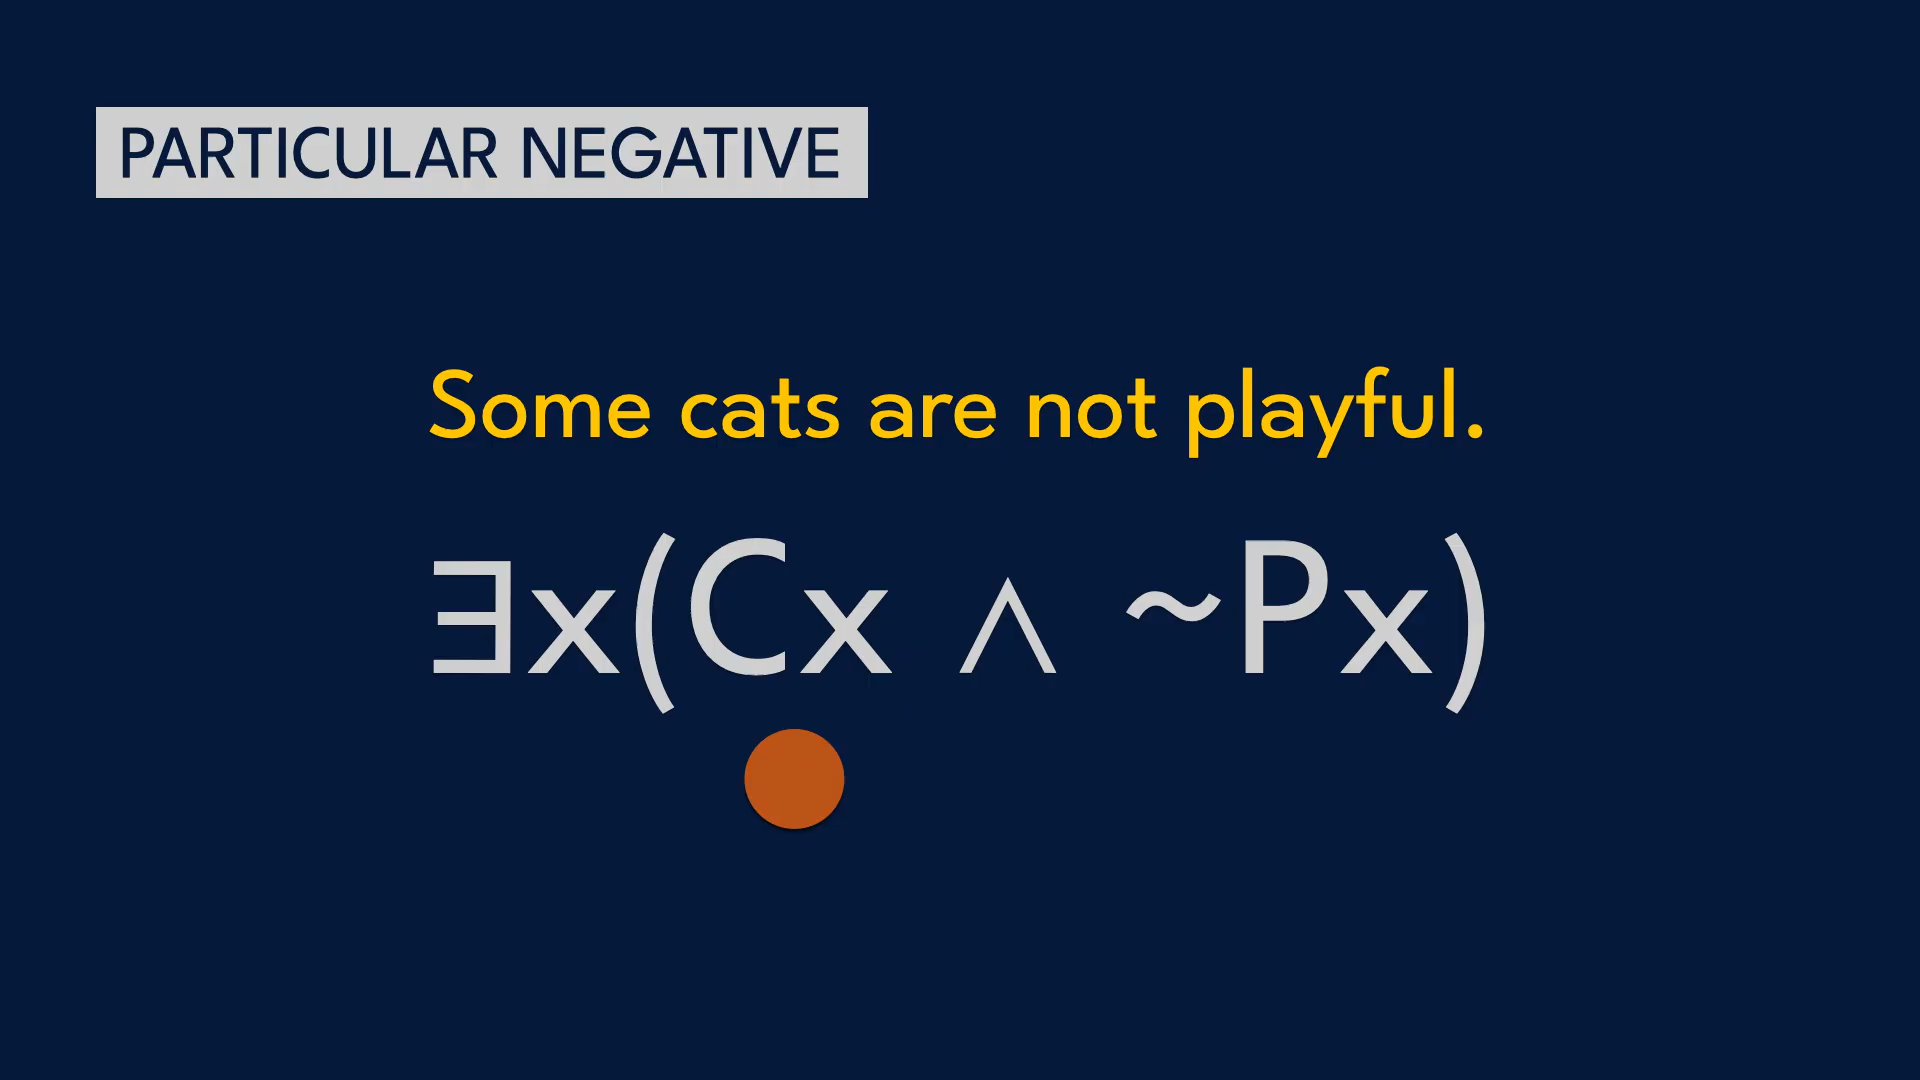 PARTICULAR NEGATIVE
Some cats are not playful.
∃x(Cx ∧ ~Px)